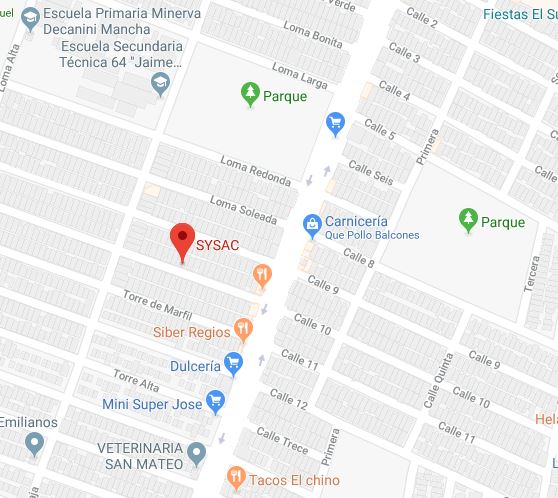 uel
Escuela Primaria Minerva
Decanini Mancha
Verde
Calle 2
Fiestas El Su
Loma Bonita
Escuela Secundaria
Técnica 64 "Jaime...
Calle 3
Loma Alta
Loma Larga
Calle 4
Parque
Calle 5
Primera
Loma Redonda
Calle Seis
Loma Soleada
Carnicería
Que Pollo Balcones
Parque
SYSAC
Calle 8
Tercera
Calle 9
Torre de Marfil
Calle 10
Siber Regios
Calle 11
Calle 9
Dulcería
Calle Quinta
Torre Alta
Calle 12
Calle 10
Mini Super Jose
Hela
Emilianos
Calle Trece
Primera
Calle 11
VETERINARIA
SAN MATEO
Tacos El chino